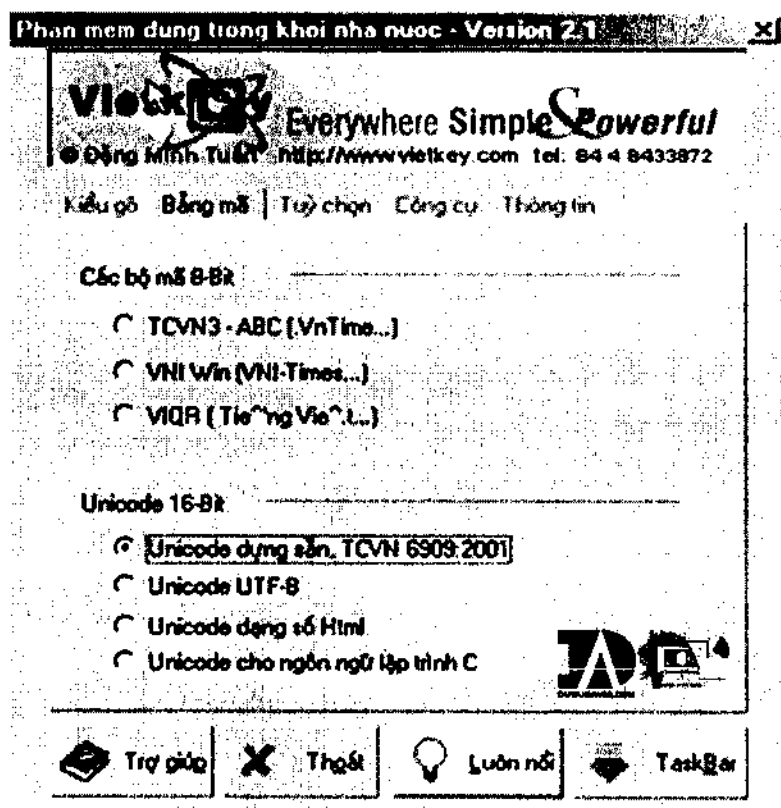 Phan mem dung trong khoi nha nuoc - Version 2.1
Vietkey Everywhere Simple & Powerful
© Đặng Minh Tuấn http://www.vietkey.com tel: 84 4 8433872
Kiểu gõ Bảng mã Tuỳ chọn Công cụ Thông tin
Các bộ mã 8-Bit
TCVN3 - ABC (.VnTime...)
VNI Win (VNI-Times...)
VIQR ( Tie^'ng Vie^.t...)
Unicode 16-Bit
Unicode dựng sẵn, TCVN 6909:2001
Unicode UTF-8
Unicode dạng số Html
Unicode cho ngôn ngữ lập trình C
Trợ giúp Thoát Luôn nổi TaskBar